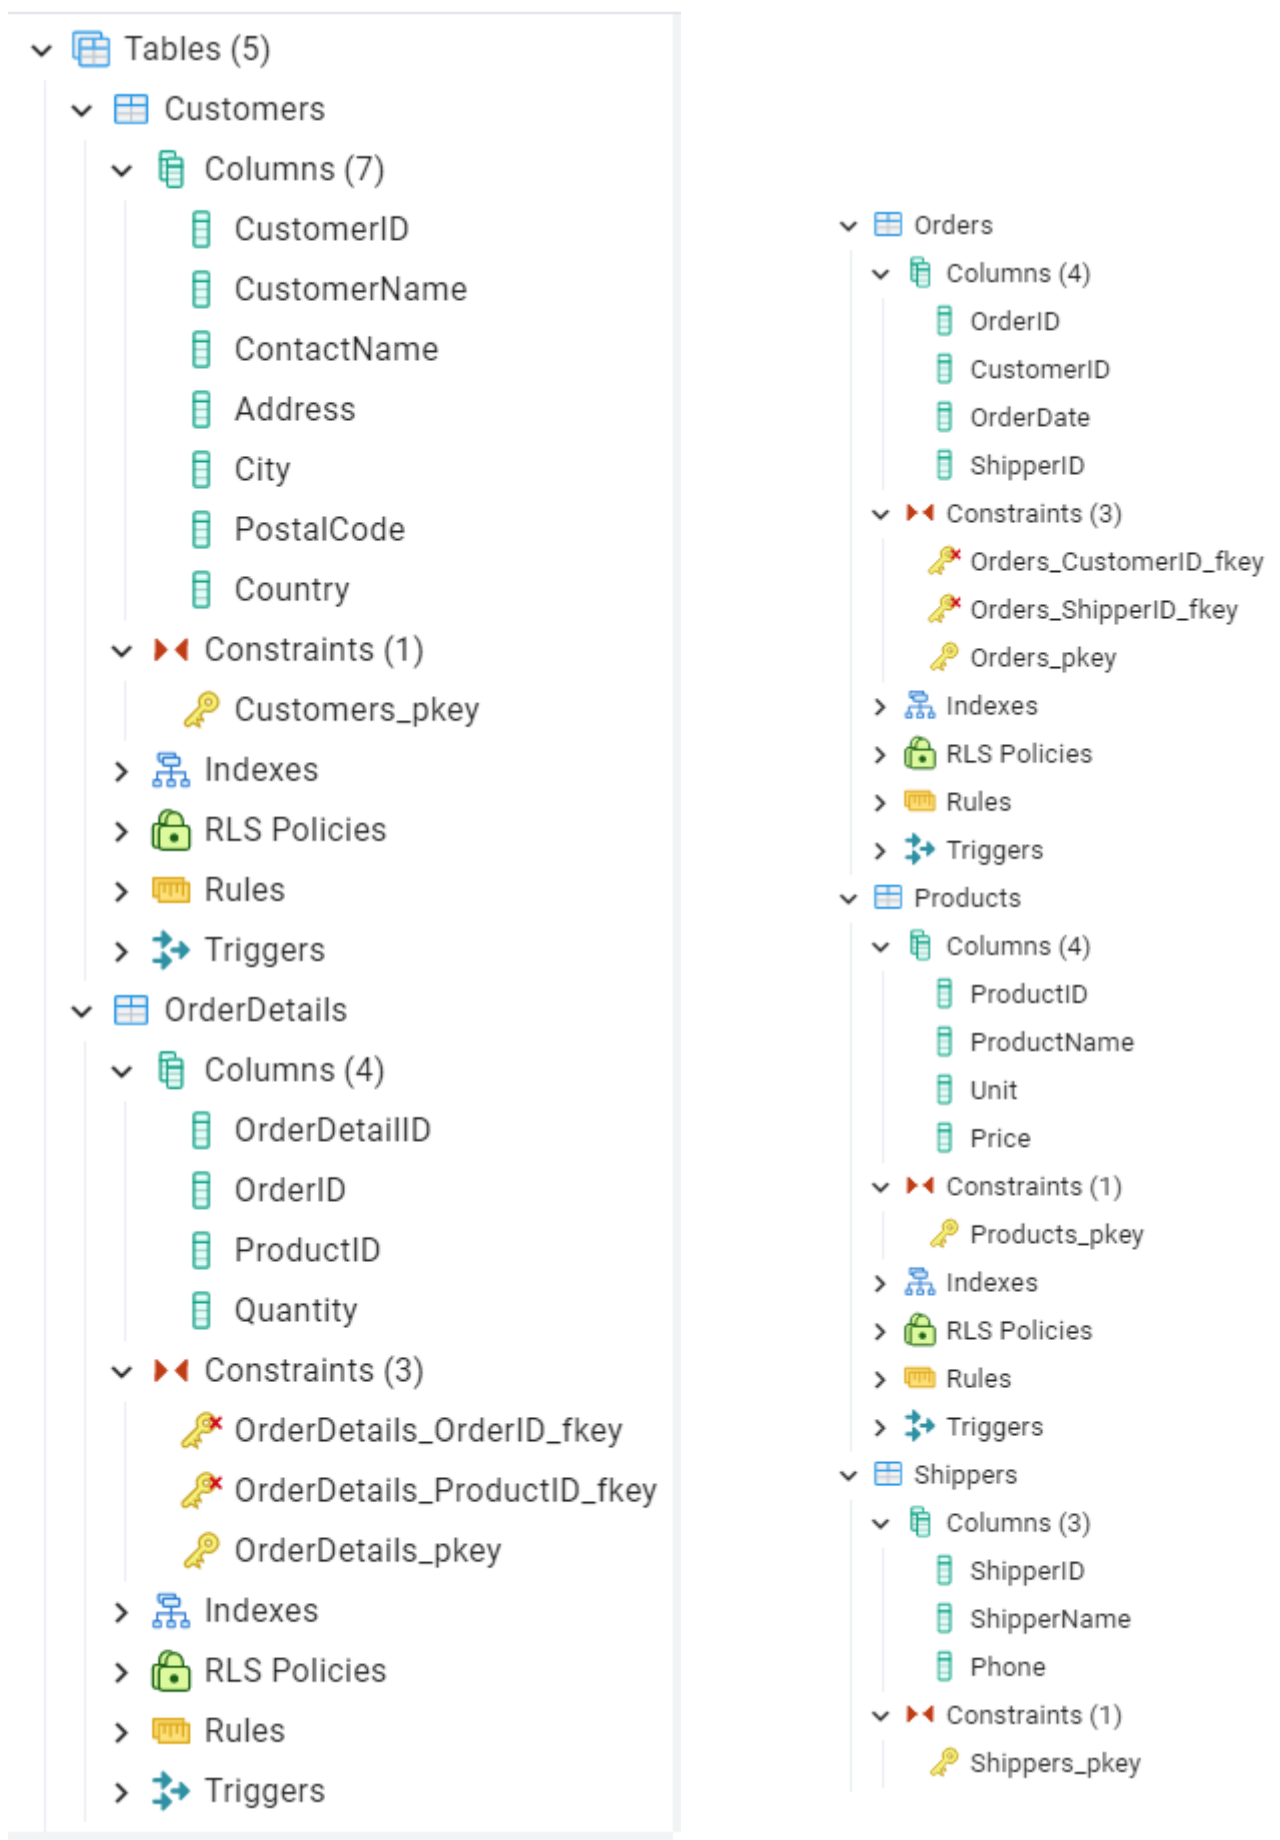 Tables (5)
Customers
Columns (7)
CustomerID
CustomerName
ContactName
Address
City
PostalCode
Country
Constraints (1)
Customers_pkey
Indexes
RLS Policies
Rules
Triggers
OrderDetails
Columns (4)
OrderDetailID
OrderID
ProductID
Quantity
Constraints (3)
OrderDetails_OrderID_fkey
OrderDetails_ProductID_fkey
OrderDetails_pkey
Indexes
RLS Policies
Rules
Triggers
Orders
Columns (4)
OrderID
CustomerID
OrderDate
ShipperID
Constraints (3)
Orders_CustomerID_fkey
Orders_ShipperID_fkey
Orders_pkey
Indexes
RLS Policies
Rules
Triggers
Products
Columns (4)
ProductID
ProductName
Unit
Price
Constraints (1)
Products_pkey
Indexes
RLS Policies
Rules
Triggers
Shippers
Columns (3)
ShipperID
ShipperName
Phone
Constraints (1)
Shippers_pkey